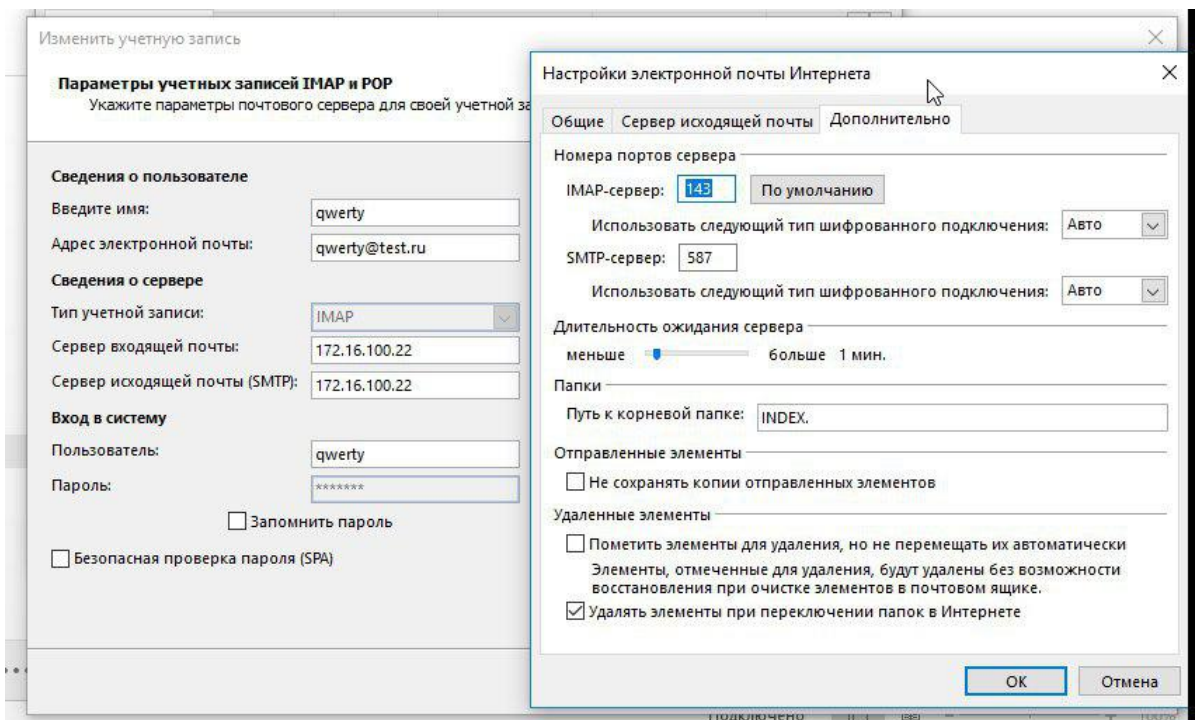 Изменить учетную запись
Параметры учетных записей IMAP и POP
Укажите параметры почтового сервера для своей учетной за
Сведения о пользователе
Введите имя: qwerty
Адрес электронной почты: qwerty@test.ru
Сведения о сервере
Тип учетной записи: IMAP
Сервер входящей почты: 172.16.100.22
Сервер исходящей почты (SMTP): 172.16.100.22
Вход в систему
Пользователь: qwerty
Пароль: *******
Запомнить пароль
Безопасная проверка пароля (SPA)
Настройки электронной почты Интернета
Общие Сервер исходящей почты Дополнительно
Номера портов сервера
IMAP-сервер: 143 По умолчанию
Использовать следующий тип шифрованного подключения: Авто
SMTP-сервер: 587
Использовать следующий тип шифрованного подключения: Авто
Длительность ожидания сервера
меньше больше 1 мин.
Папки
Путь к корневой папке: INDEX.
Отправленные элементы
Не сохранять копии отправленных элементов
Удаленные элементы
Пометить элементы для удаления, но не перемещать их автоматически
Элементы, отмеченные для удаления, будут удалены без возможности
восстановления при очистке элементов в почтовом ящике.
Удалять элементы при переключении папок в Интернете
OK Отмена
Подключено 100%